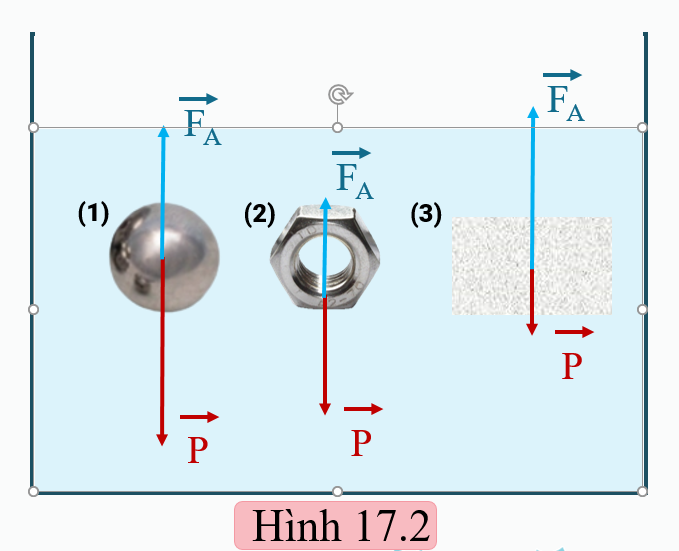 F_A
F_A
F_A
(1)
(2)
(3)
P
P
P
Hình 17.2